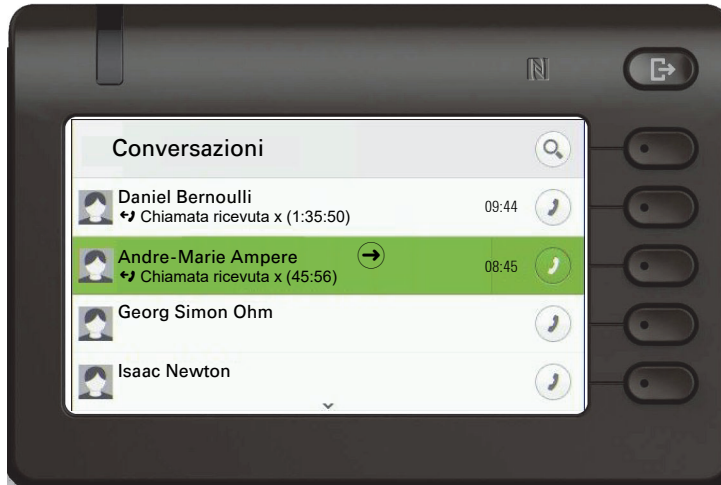 Conversazioni
Daniel Bernoulli
Chiamata ricevuta x (1:35:50)
09:44
Andre-Marie Ampere
Chiamata ricevuta x (45:56)
08:45
Georg Simon Ohm
Isaac Newton